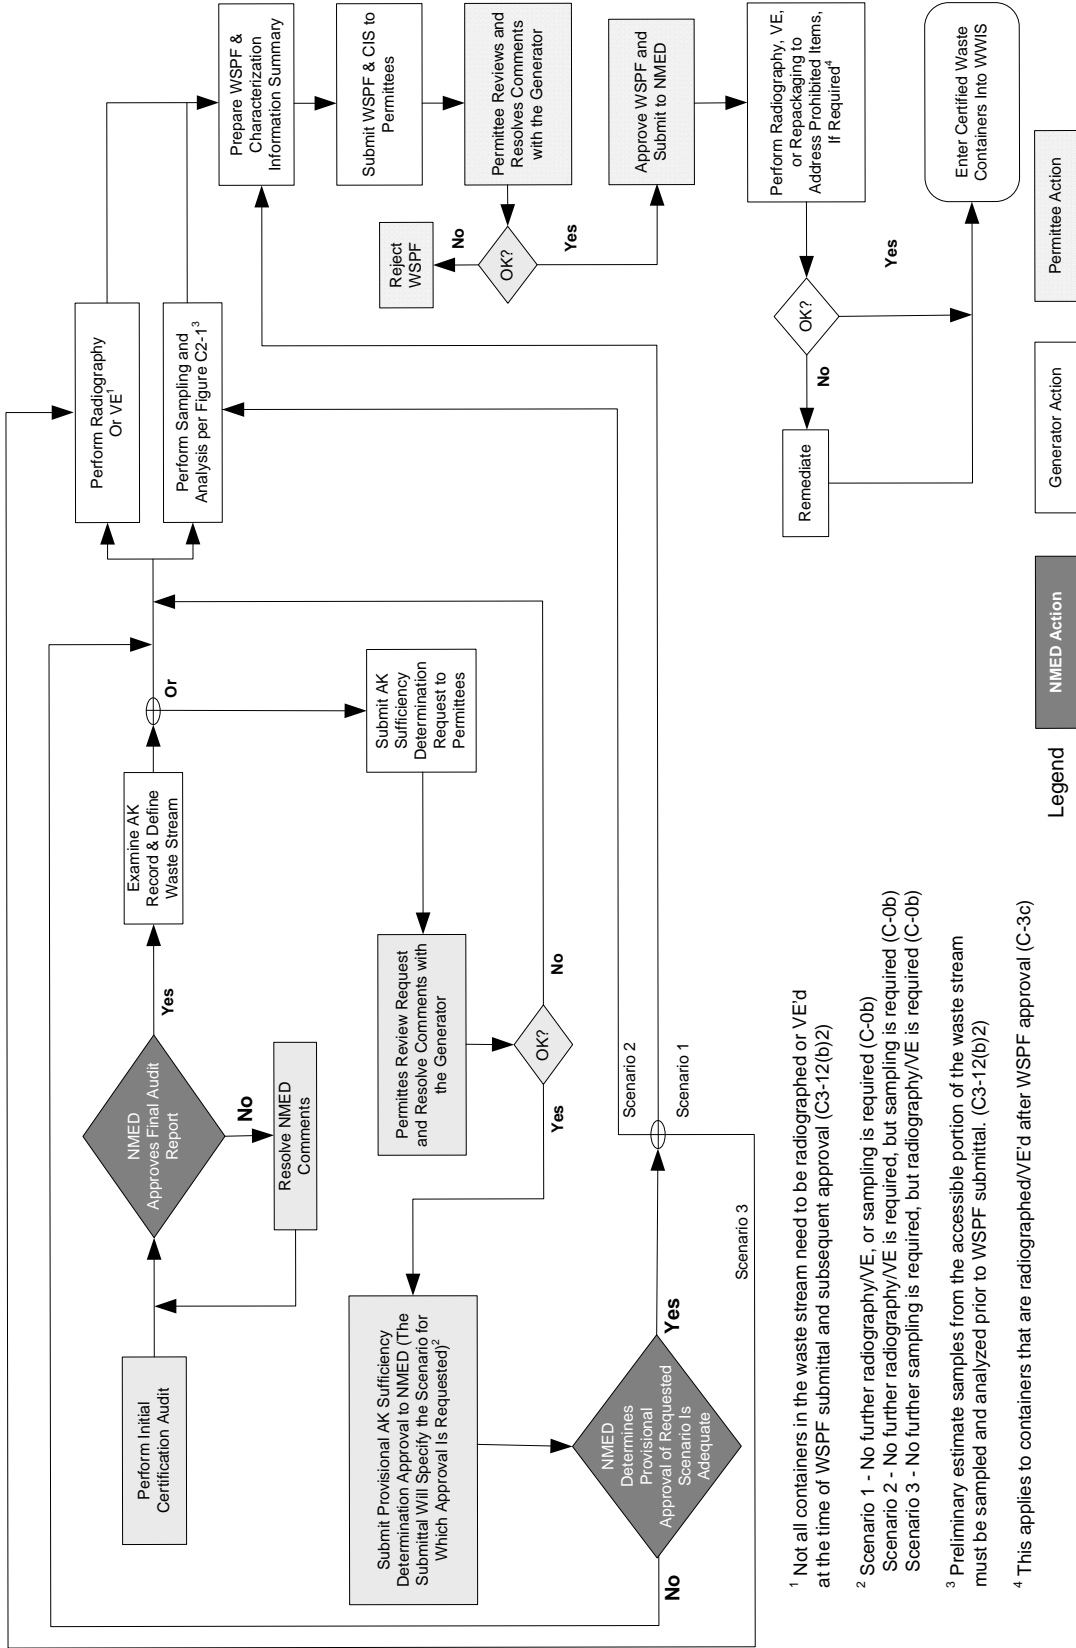 Perform Initial
Certification Audit
NMED
Approves Final Audit
Report
Yes
No
Resolve NMED
Comments
Examine AK
Record & Define
Waste Stream
Or
Perform Radiography
Or VE1
Perform Sampling and
Analysis per Figure C2-13
Prepare WSPF &
Characterization
Information Summary
Submit WSPF & CIS to
Permittees
Permittee Reviews and
Resolves Comments
with the Generator
OK?
No
Reject
WSPF
Yes
Approve WSPF and
Submit to NMED
Perform Radiography, VE,
or Repackaging to
Address Prohibited Items,
If Required4
OK?
No
Yes
Remediate
Enter Certified Waste
Containers Into WWIS
Submit AK
Sufficiency
Determination
Request to
Permittees
Permittes Review Request
and Resolve Comments with
the Generator
OK?
No
Yes
Submit Provisional AK Sufficiency
Determination Approval to NMED (The
Submittal Will Specify the Scenario for
Which Approval Is Requested)2
NMED
Determines
Provisional
Approval of Requested
Scenario Is
Adequate
No
Yes
Scenario 3
Scenario 2
Scenario 1
1 Not all containers in the waste stream need to be radiographed or VE'd
at the time of WSPF submittal and subsequent approval (C3-12(b)2)
2 Scenario 1 - No further radiography/VE, or sampling is required (C-0b)
Scenario 2 - No further radiography/VE is required, but sampling is required (C-0b)
Scenario 3 - No further sampling is required, but radiography/VE is required (C-0b)
3 Preliminary estimate samples from the accessible portion of the waste stream
must be sampled and analyzed prior to WSPF submittal. (C3-12(b)2)
4 This applies to containers that are radiographed/VE'd after WSPF approval (C-3c)
Legend
NMED Action
Generator Action
Permittee Action